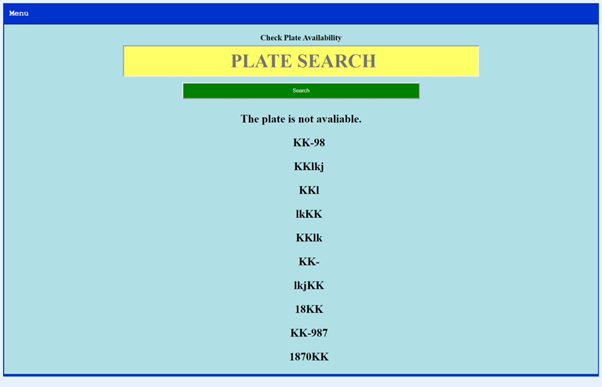 Menu
Check Plate Availability
PLATE SEARCH
Search
The plate is not avaliable.
KK-98
KKlkj
KKl
lkKK
KKlk
KK-
lkjKK
18KK
KK-987
1870KK